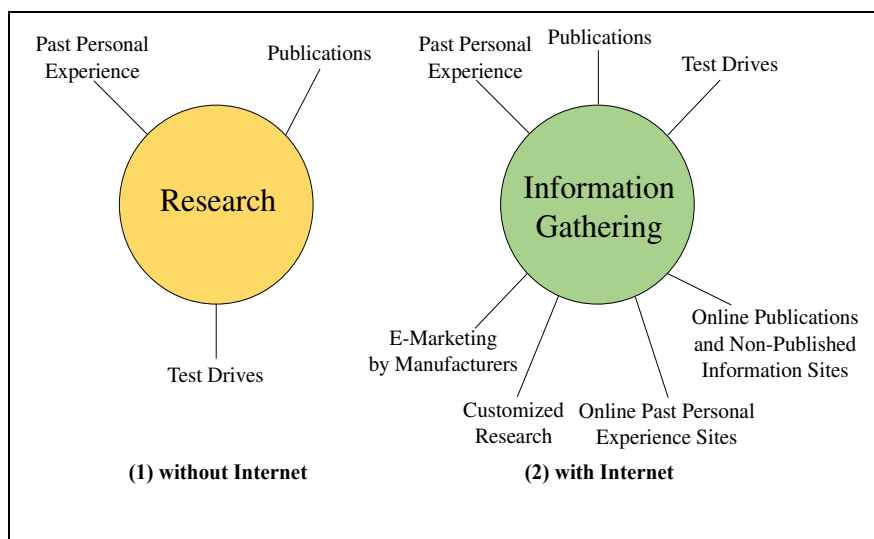 Past Personal
Experience
Publications
Research
Test Drives
(1) without Internet
Past Personal
Experience
Publications
Test Drives
Information
Gathering
E-Marketing
by Manufacturers
Customized
Research
Online Past Personal
Experience Sites
Online Publications
and Non-Published
Information Sites
(2) with Internet